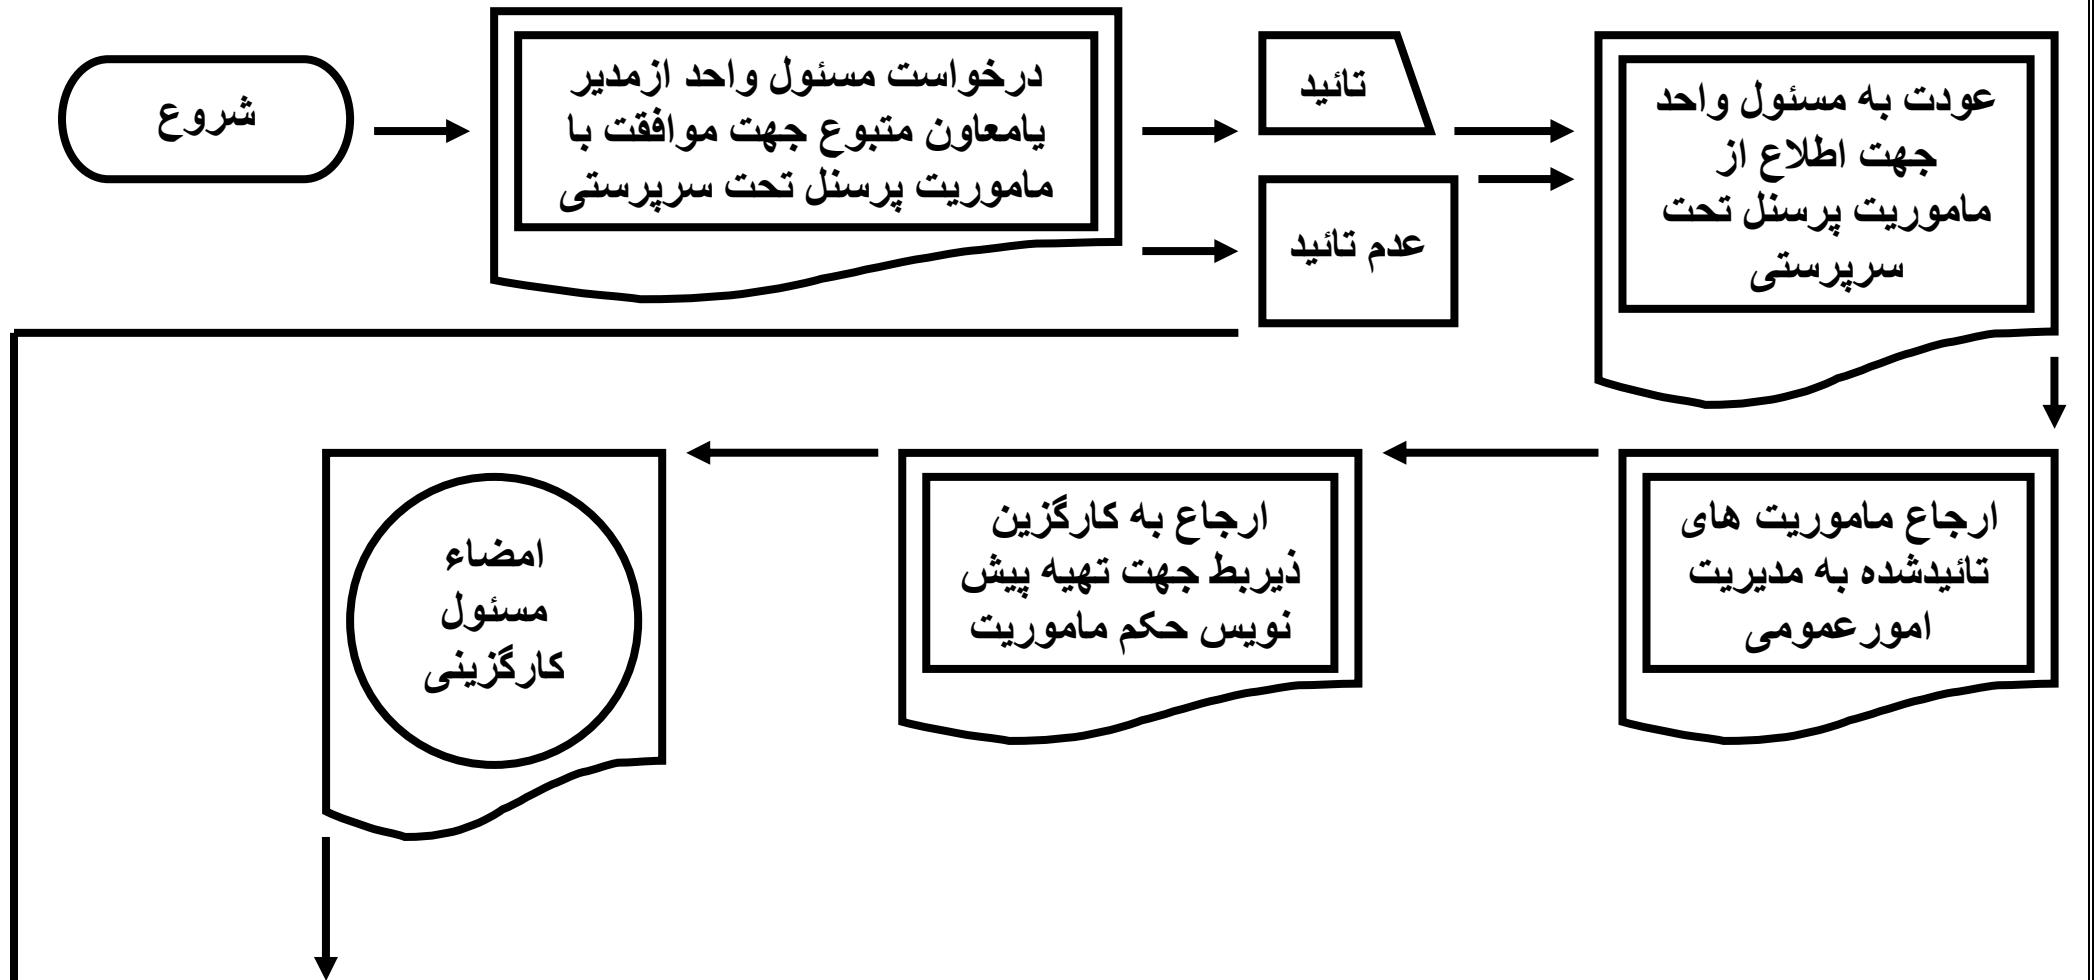 شروع
درخواست مسئول واحد ازمدیر
یامعاون متبوع جهت موافقت با
ماموریت پرسنل تحت سرپرستی
تائید
عدم تائید
عودت به مسئول واحد
جهت اطلاع از
ماموریت پرسنل تحت
سرپرستی
ارجاع ماموریت های
تائیدشده به مدیریت
امورعمومی
ارجاع به کارگزین
ذیربط جهت تهیه پیش
نویس حکم ماموریت
امضاء
مسئول
کارگزینی